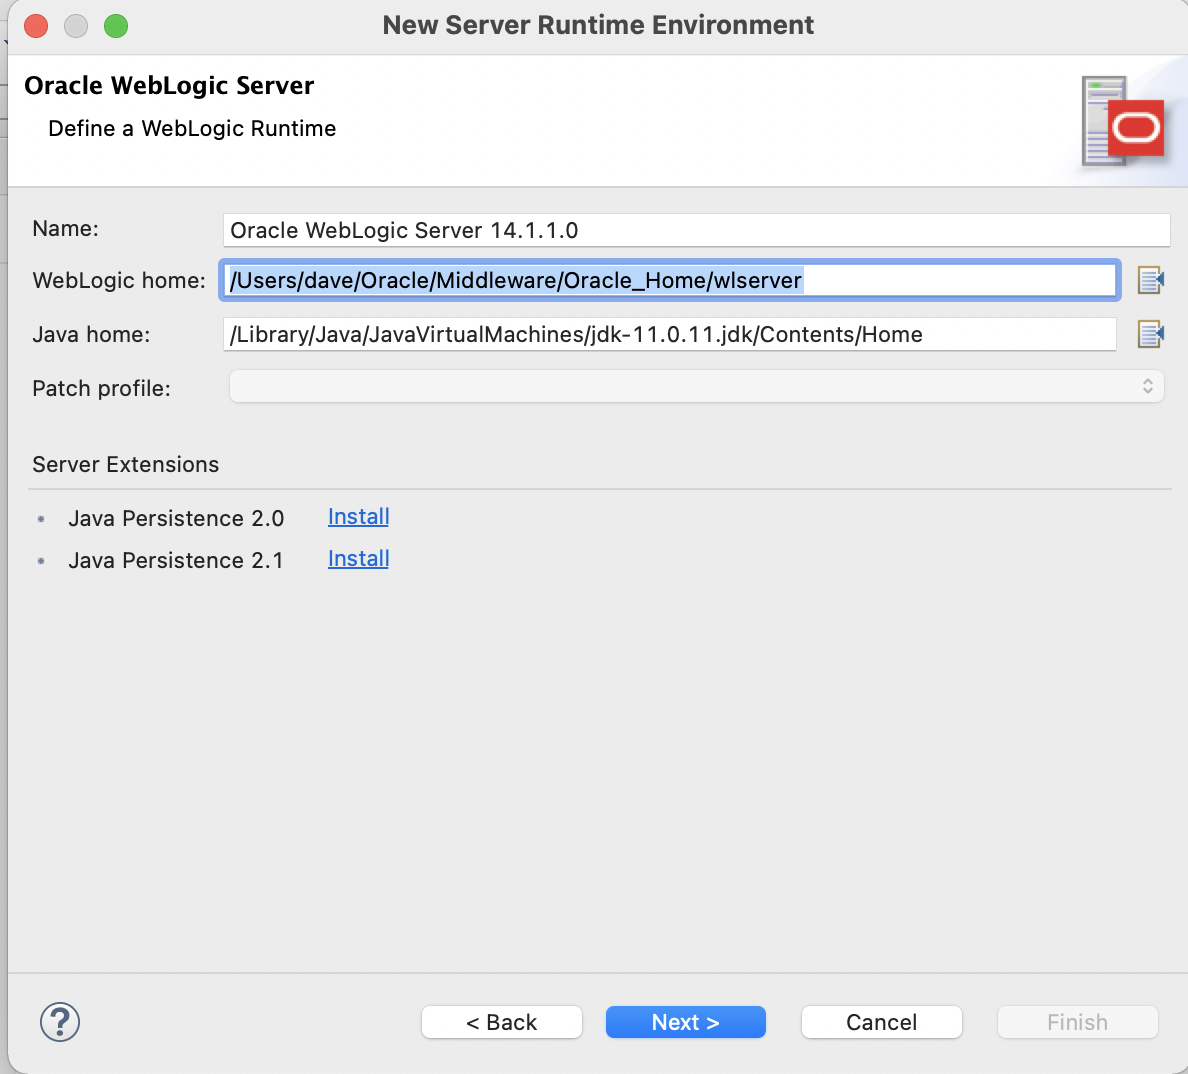 New Server Runtime Environment
Oracle WebLogic Server
Define a WebLogic Runtime
Name: Oracle WebLogic Server 14.1.1.0
WebLogic home: /Users/dave/Oracle/Middleware/Oracle_Home/wlserver
Java home: /Library/Java/JavaVirtualMachines/jdk-11.0.11.jdk/Contents/Home
Patch profile:
Server Extensions
Java Persistence 2.0 Install
Java Persistence 2.1 Install
? < Back Next > Cancel Finish